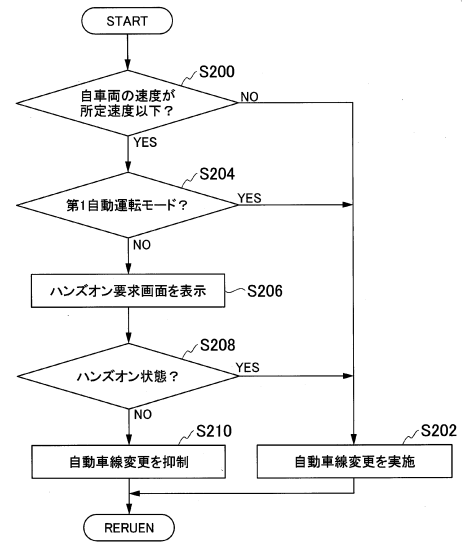 START
S200
自車両の速度が
所定速度以下？
NO
YES
S204
第1自動運転モード？
YES
NO
ハンズオン要求画面を表示
S206
S208
ハンズオン状態？
YES
NO
S210
自動車線変更を抑制
S202
自動車線変更を実施
RERUEN